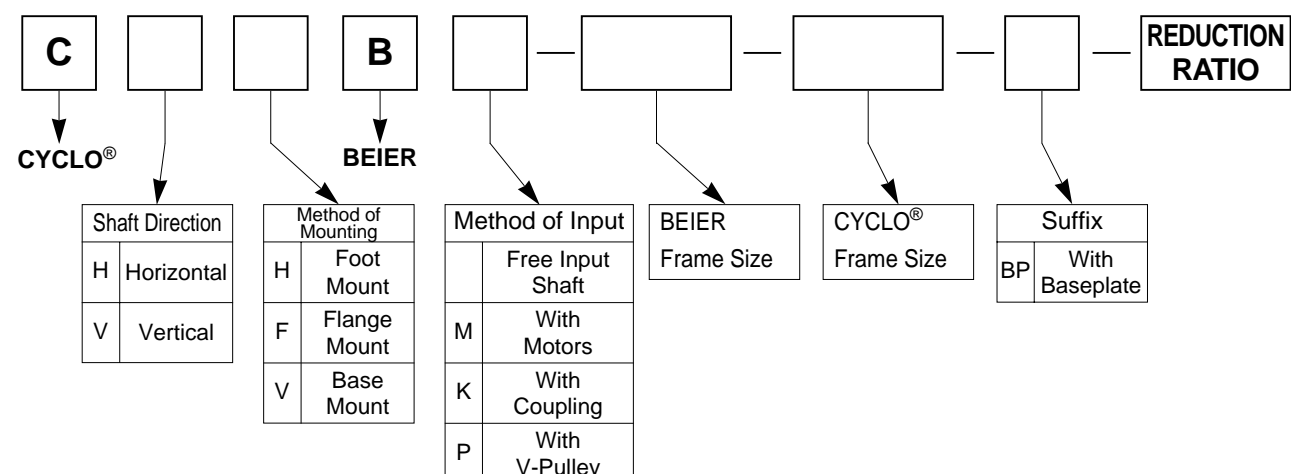 C B REDUCTION
RATIO
CYCLO® BEIER
Shaft Direction
H Horizontal
V Vertical
Method of
Mounting
H Foot
Mount
F Flange
Mount
V Base
Mount
Method of Input
Free Input
Shaft
M With
Motors
K With
Coupling
P With
V-Pulley
BEIER
Frame Size
CYCLO®
Frame Size
Suffix
BP With
Baseplate